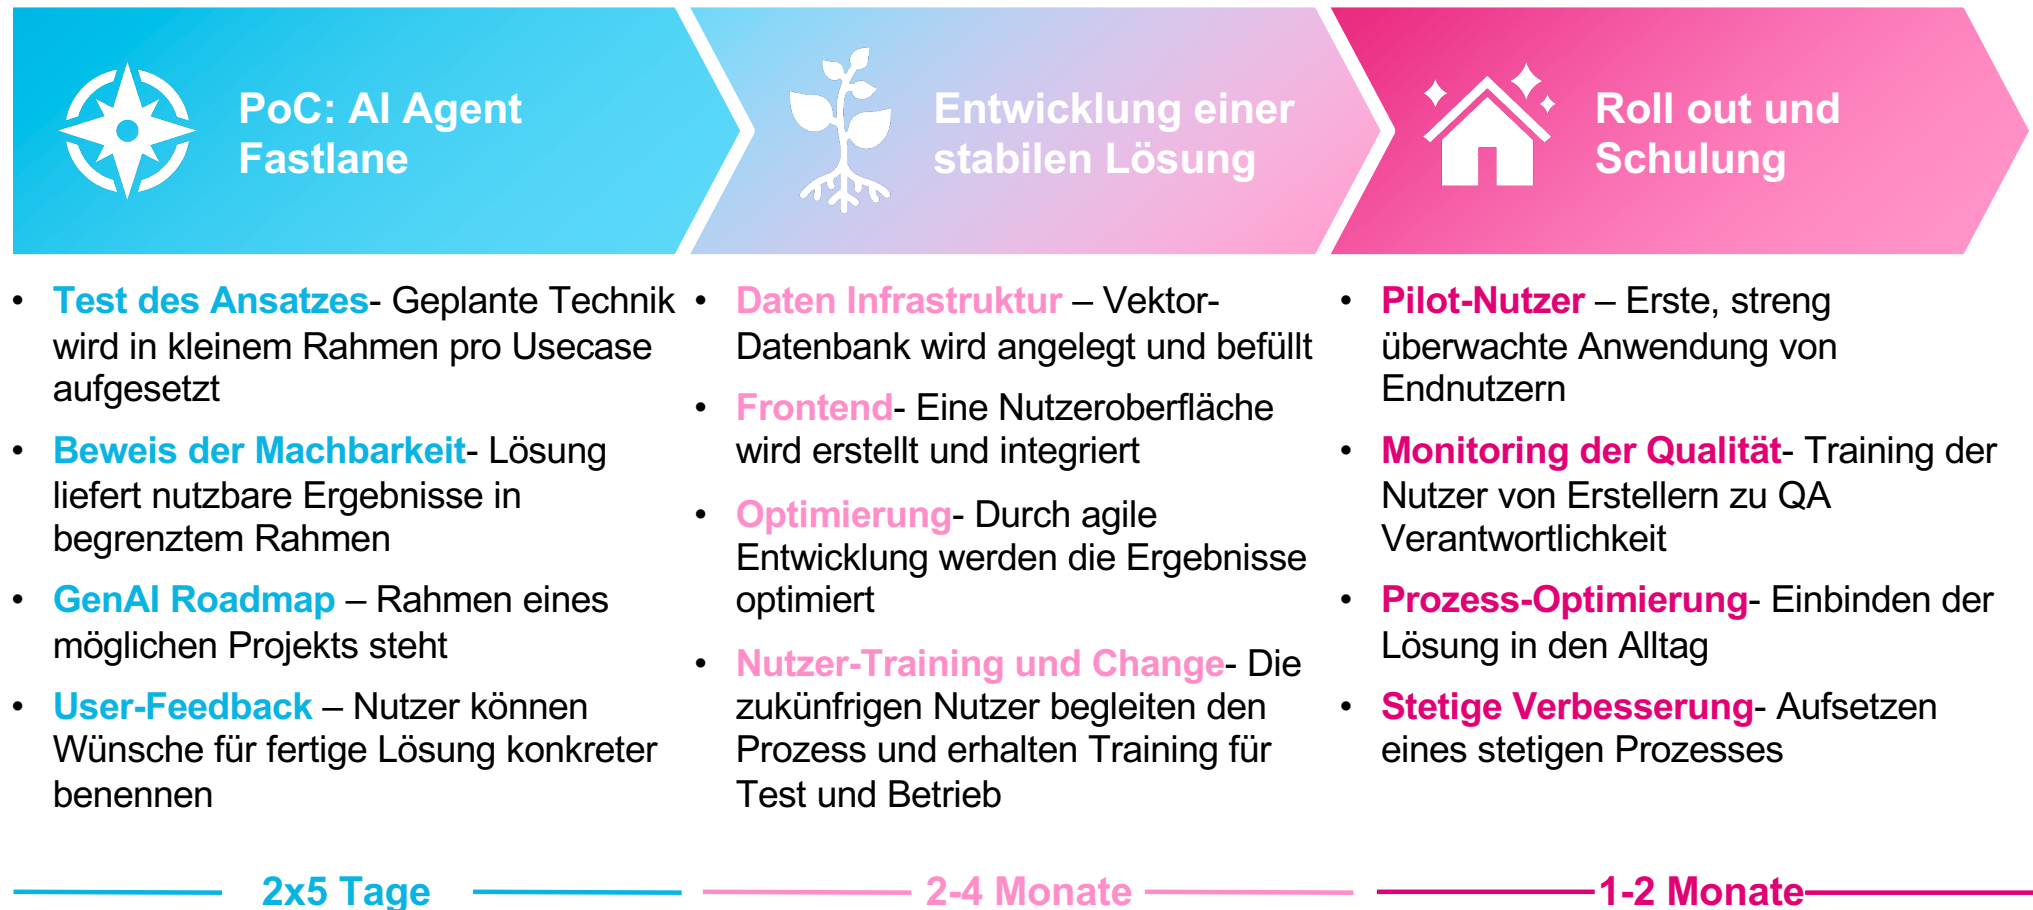 PoC: AI Agent
Fastlane
Entwicklung einer
stabilen Lösung
Roll out und
Schulung
• Test des Ansatzes- Geplante Technik
wird in kleinem Rahmen pro Usecase
aufgesetzt
• Beweis der Machbarkeit- Lösung
liefert nutzbare Ergebnisse in
begrenztem Rahmen
• GenAI Roadmap – Rahmen eines
möglichen Projekts steht
• User-Feedback – Nutzer können
Wünsche für fertige Lösung konkreter
benennen
• Daten Infrastruktur – Vektor-
Datenbank wird angelegt und befüllt
• Frontend- Eine Nutzeroberfläche
wird erstellt und integriert
• Optimierung- Durch agile
Entwicklung werden die Ergebnisse
optimiert
• Nutzer-Training und Change- Die
zukünfrigen Nutzer begleiten den
Prozess und erhalten Training für
Test und Betrieb
• Pilot-Nutzer – Erste, streng
überwachte Anwendung von
Endnutzern
• Monitoring der Qualität- Training der
Nutzer von Erstellern zu QA
Verantwortlichkeit
• Prozess-Optimierung- Einbinden der
Lösung in den Alltag
• Stetige Verbesserung- Aufsetzen
eines stetigen Prozesses
2x5 Tage
2-4 Monate
1-2 Monate